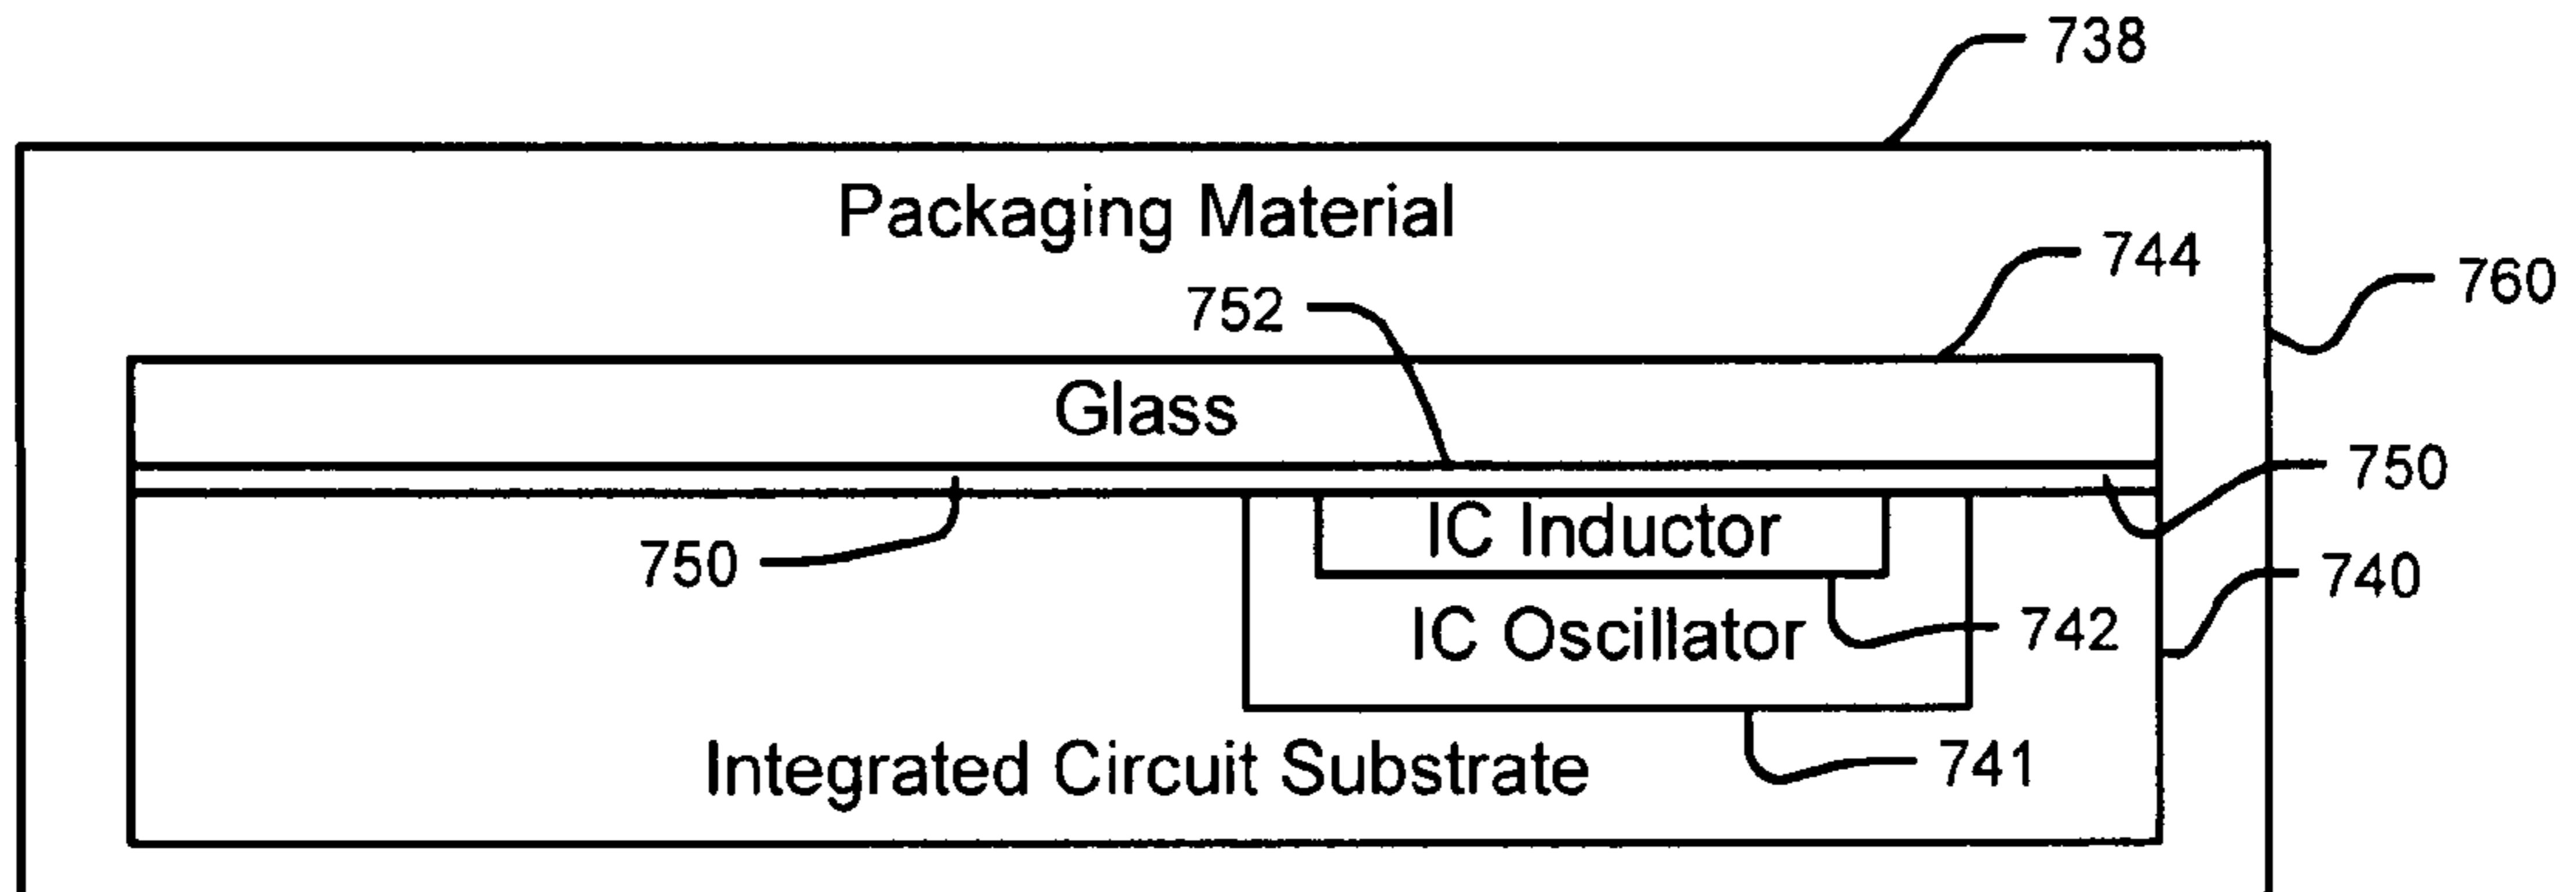 738
Packaging Material
744
760
752
Glass
750
IC Inductor
750
740
IC Oscillator
742
741
Integrated Circuit Substrate